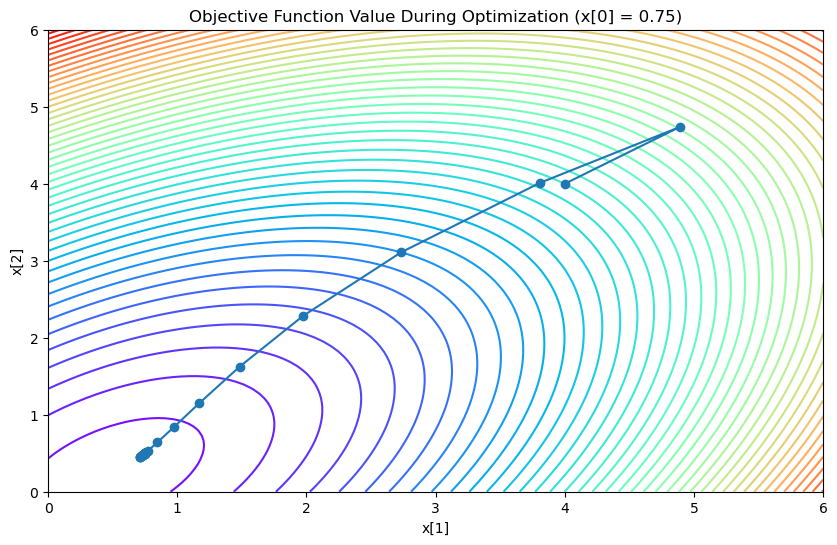 Objective Function Value During Optimization (x[0] = 0.75)
6
5
4
3
2
1
0
x[2]
0 1 2 3 4 5 6
x[1]